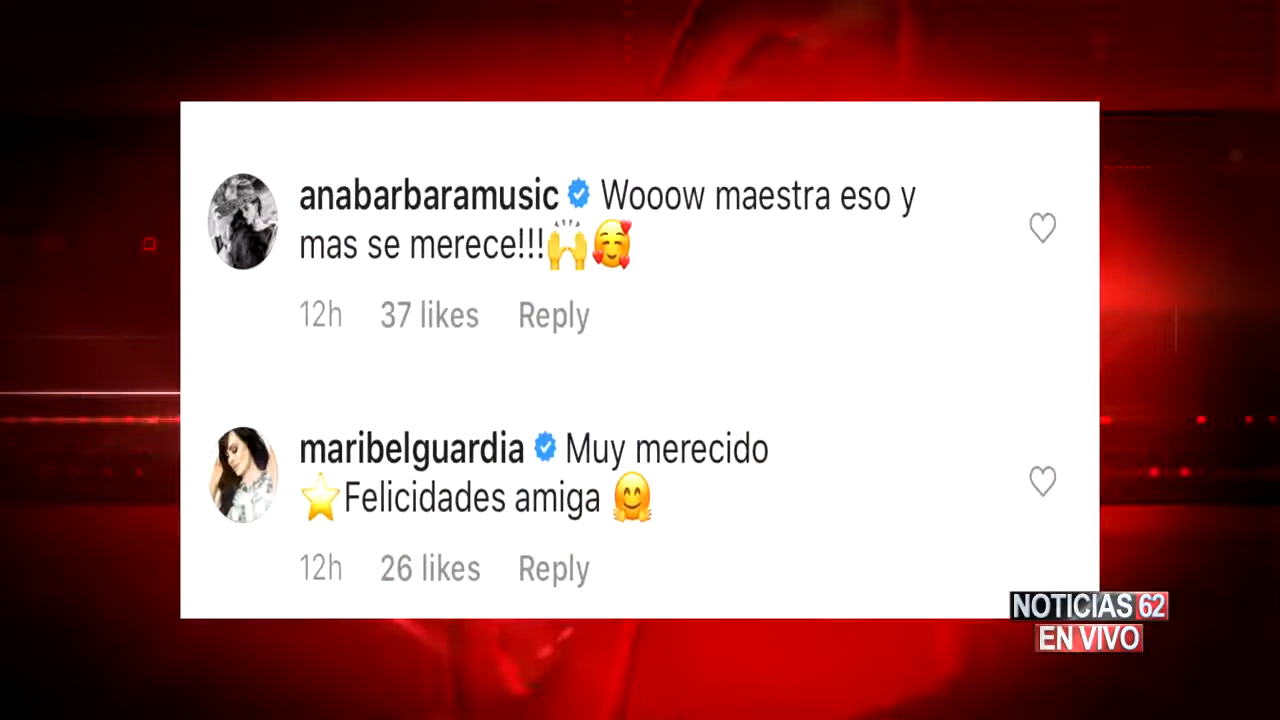 anabarbaramusic Wooow maestra eso y
mas se merece!!!🙌🥰
12h 37 likes Reply
maribelguardia Muy merecido
⭐Felicidades amiga 🤗
12h 26 likes Reply
NOTICIAS 62
EN VIVO